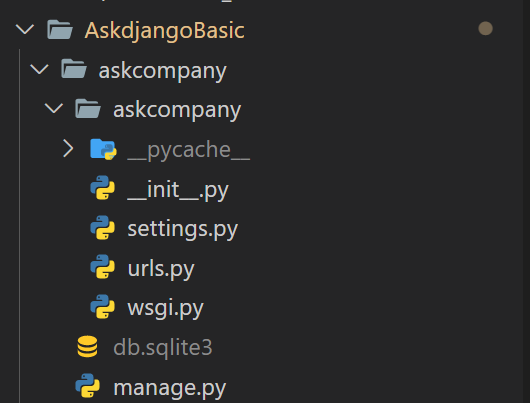 AskdjangoBasic
askcompany
askcompany
__pycache__
__init__.py
settings.py
urls.py
wsgi.py
db.sqlite3
manage.py